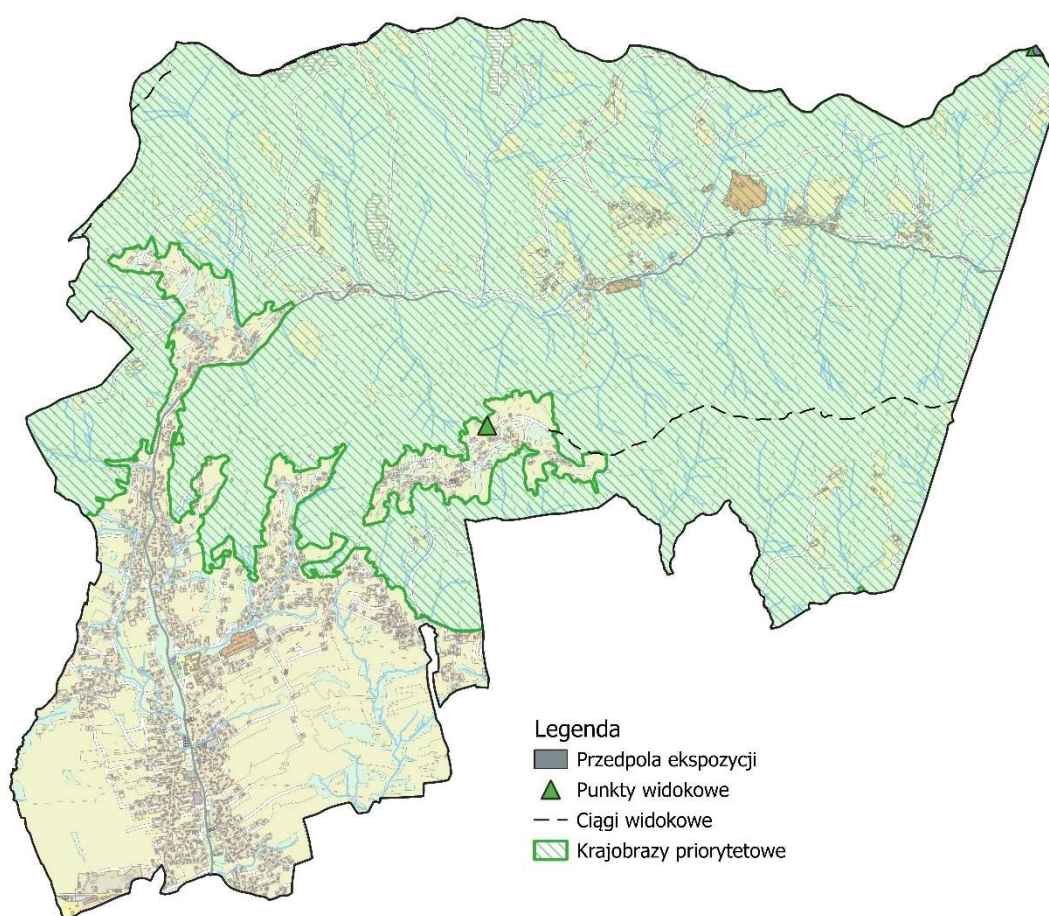 Legenda
Przedpola ekspozycji
Punkty widokowe
Ciągi widokowe
Krajobrazy priorytetowe